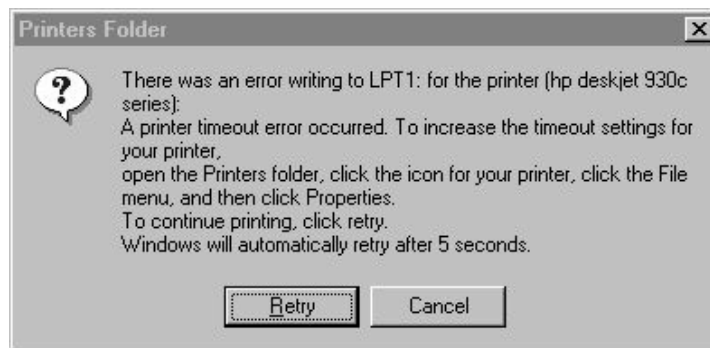 Printers Folder
There was an error writing to LPT1: for the printer (hp deskjet 930c
series):
A printer timeout error occurred. To increase the timeout settings for
your printer,
open the Printers folder, click the icon for your printer, click the File
menu, and then click Properties.
To continue printing, click retry.
Windows will automatically retry after 5 seconds.
Retry
Cancel